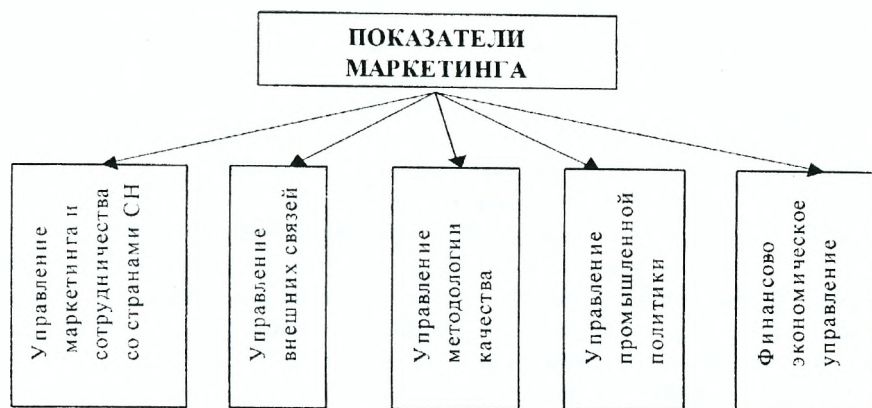 ПОКАЗАТЕЛИ
МАРКЕТИНГА
Управление
маркетинга и
сотрудничества
со странами СН
Управление
внешних связей
Управление
методологии
качества
Управление
промышленной
политики
Финансово
экономическое
управление